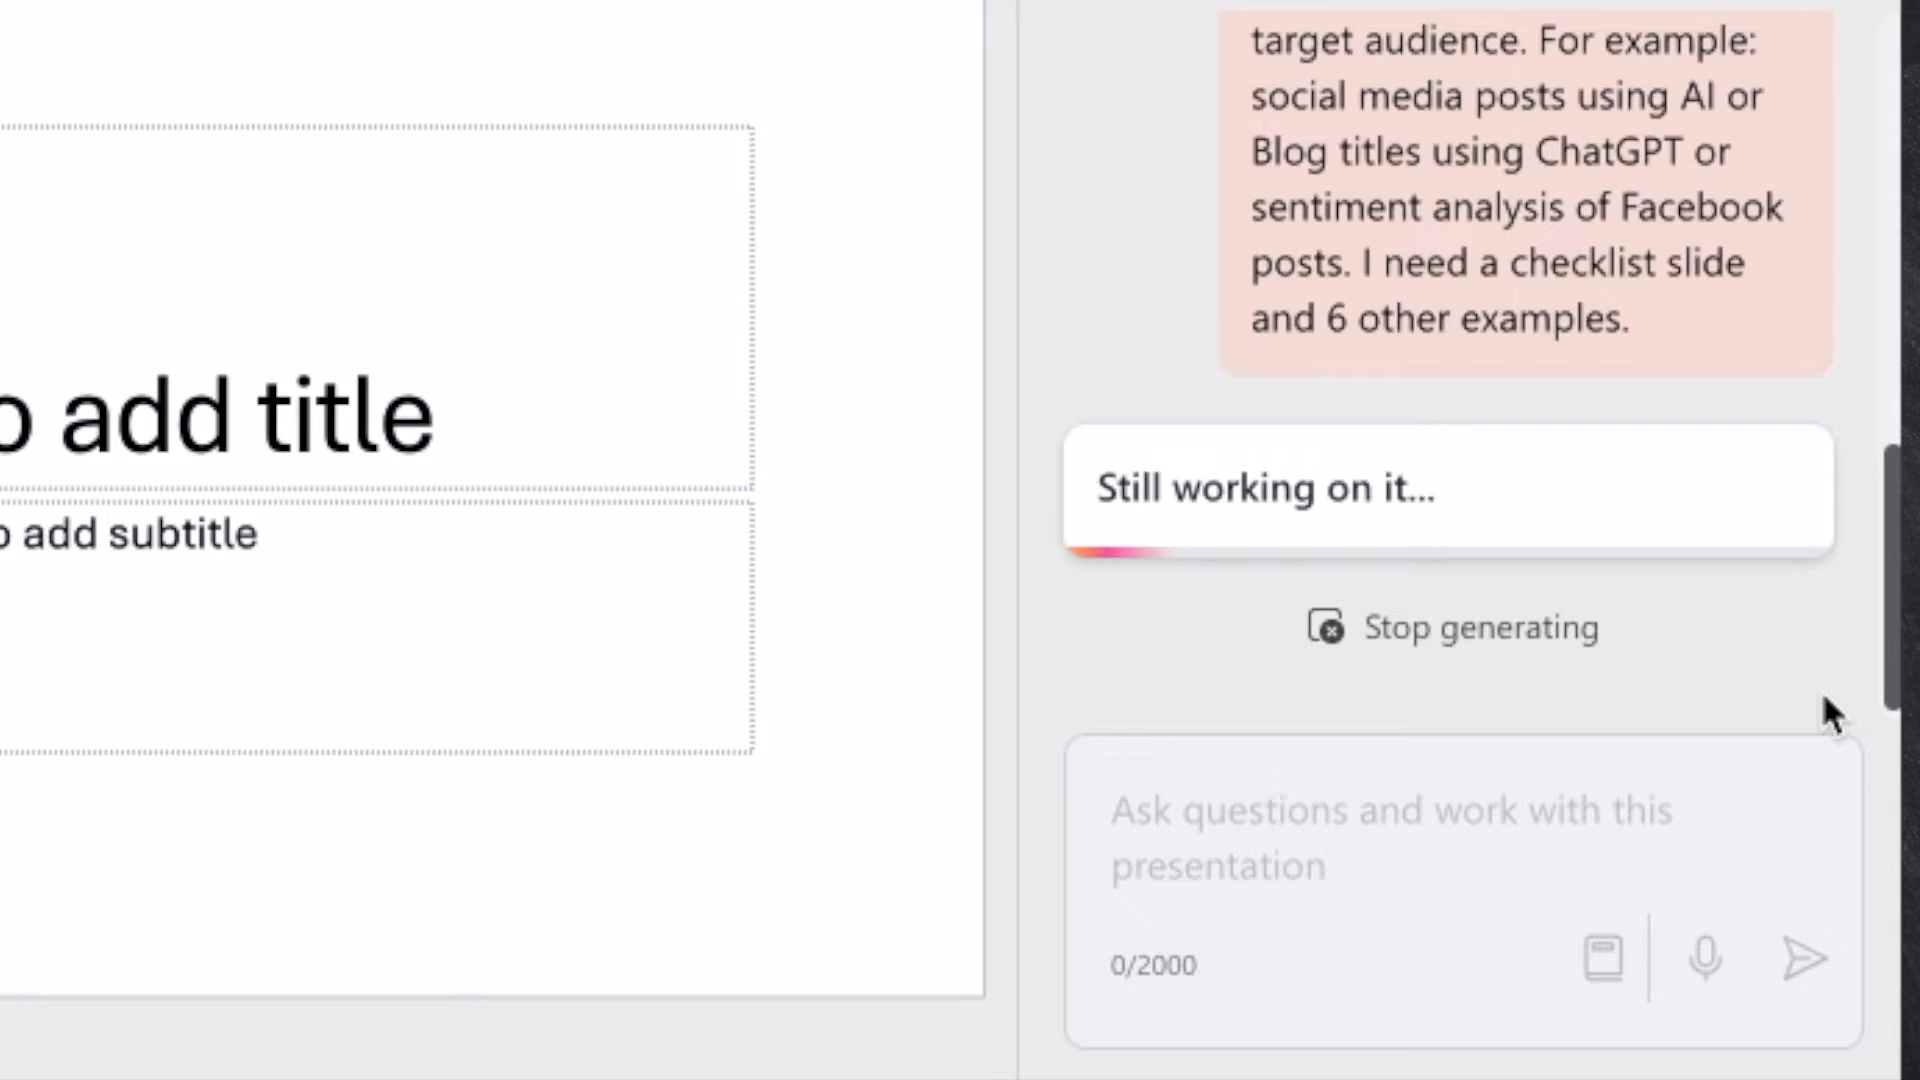 add title
add subtitle
target audience. For example:
social media posts using AI or
Blog titles using ChatGPT or
sentiment analysis of Facebook
posts. I need a checklist slide
and 6 other examples.
Still working on it...
Stop generating
Ask questions and work with this
presentation
0/2000